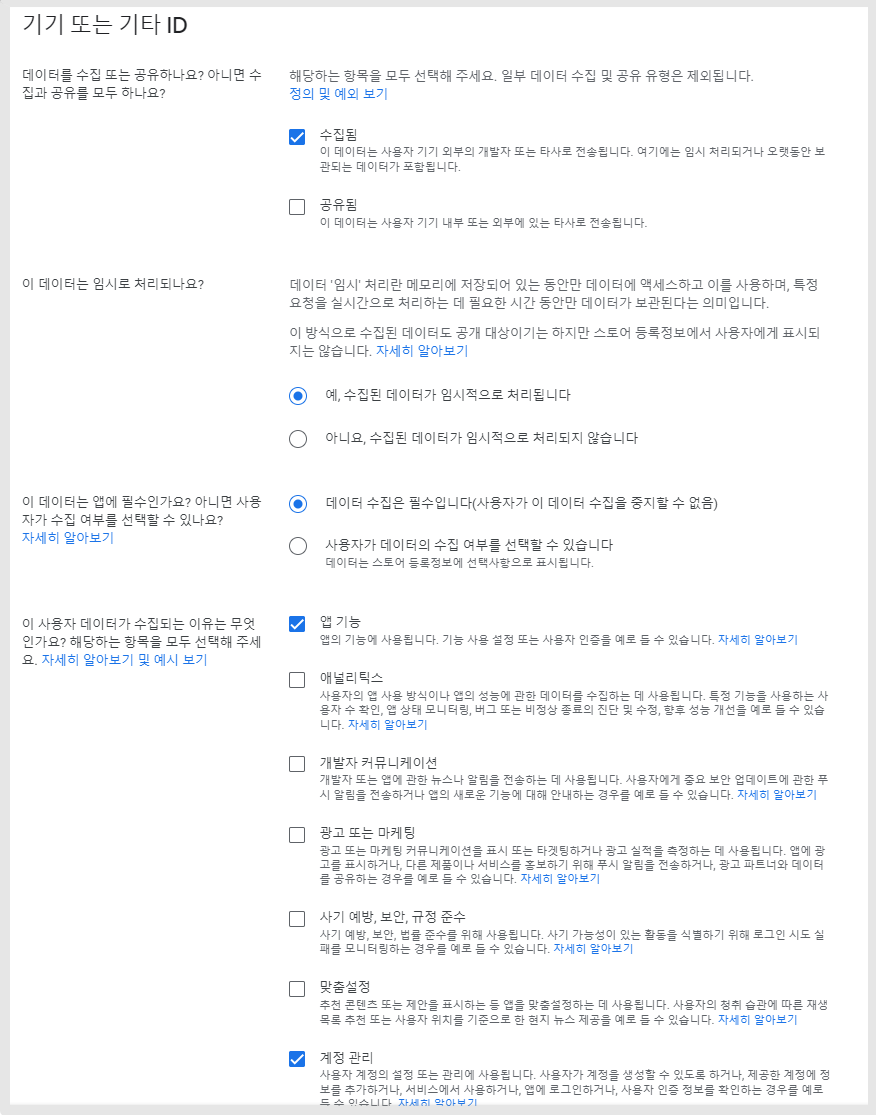 기기 또는 기타 ID
데이터를 수집 또는 공유하나요? 아니면 수
집과 공유를 모두 하나요?
해당하는 항목을 모두 선택해 주세요. 일부 데이터 수집 및 공유 유형은 제외됩니다.
정의 및 예외 보기
수집됨
이 데이터는 사용자 기기 외부의 개발자 또는 타사로 전송됩니다. 여기에는 임시 처리되거나 오랫동안 보
관되는 데이터가 포함됩니다.
공유됨
이 데이터는 사용자 기기 내부 또는 외부에 있는 타사로 전송됩니다.
이 데이터는 임시로 처리되나요?
데이터 '임시' 처리란 메모리에 저장되어 있는 동안만 데이터에 액세스하고 이를 사용하며, 특정
요청을 실시간으로 처리하는 데 필요한 시간 동안만 데이터가 보관된다는 의미입니다.
이 방식으로 수집된 데이터도 공개 대상이기는 하지만 스토어 등록정보에서 사용자에게 표시되
지는 않습니다. 자세히 알아보기
예, 수집된 데이터가 임시적으로 처리됩니다
아니요, 수집된 데이터가 임시적으로 처리되지 않습니다
이 데이터는 앱에 필수인가요? 아니면 사용
자가 수집 여부를 선택할 수 있나요?
자세히 알아보기
데이터 수집은 필수입니다(사용자가 이 데이터 수집을 중지할 수 없음)
사용자가 데이터의 수집 여부를 선택할 수 있습니다
데이터는 스토어 등록정보에 선택사항으로 표시됩니다.
이 사용자 데이터가 수집되는 이유는 무엇
인가요? 해당하는 항목을 모두 선택해 주세
요. 자세히 알아보기 및 예시 보기
앱 기능
앱의 기능에 사용됩니다. 기능 사용 설정 또는 사용자 인증을 예로 들 수 있습니다. 자세히 알아보기
애널리틱스
사용자의 앱 사용 방식이나 앱의 성능에 관한 데이터를 수집하는 데 사용됩니다. 특정 기능을 사용하는 사
용자 수 확인, 앱 상태 모니터링, 버그 또는 비정상 종료의 진단 및 수정, 향후 성능 개선을 예로 들 수 있습니
다. 자세히 알아보기
개발자 커뮤니케이션
개발자 또는 앱에 관한 뉴스나 알림을 전송하는 데 사용됩니다. 사용자에게 중요 보안 업데이트에 관한 푸
시 알림을 전송하거나 앱의 새로운 기능에 대해 안내하는 경우를 예로 들 수 있습니다. 자세히 알아보기
광고 또는 마케팅
광고 또는 마케팅 커뮤니케이션을 표시 또는 타겟팅하거나 광고 실적을 측정하는 데 사용됩니다. 앱에 광
고를 표시하거나, 다른 제품이나 서비스를 홍보하기 위해 푸시 알림을 전송하거나, 광고 파트너와 데이터
를 공유하는 경우를 예로 들 수 있습니다. 자세히 알아보기
사기 예방, 보안, 규정 준수
사기 예방, 보안, 법률 준수를 위해 사용됩니다. 사기 가능성이 있는 활동을 식별하기 위해 로그인 시도 실
패를 모니터링하는 경우를 예로 들 수 있습니다. 자세히 알아보기
맞춤설정
추천 콘텐츠 또는 제안을 표시하는 등 앱을 맞춤설정하는 데 사용됩니다. 사용자의 청취 습관에 따른 재생
목록 추천 또는 사용자 위치를 기준으로 한 현지 뉴스 제공을 예로 들 수 있습니다. 자세히 알아보기
계정 관리
사용자 계정의 설정 또는 관리에 사용됩니다. 사용자가 계정을 생성할 수 있도록 하거나, 제공한 계정에 정
보를 추가하거나, 서비스에서 사용하거나, 앱에 로그인하거나, 사용자 인증 정보를 확인하는 경우를 예로
들 수 있습니다. 자세히 알아보기